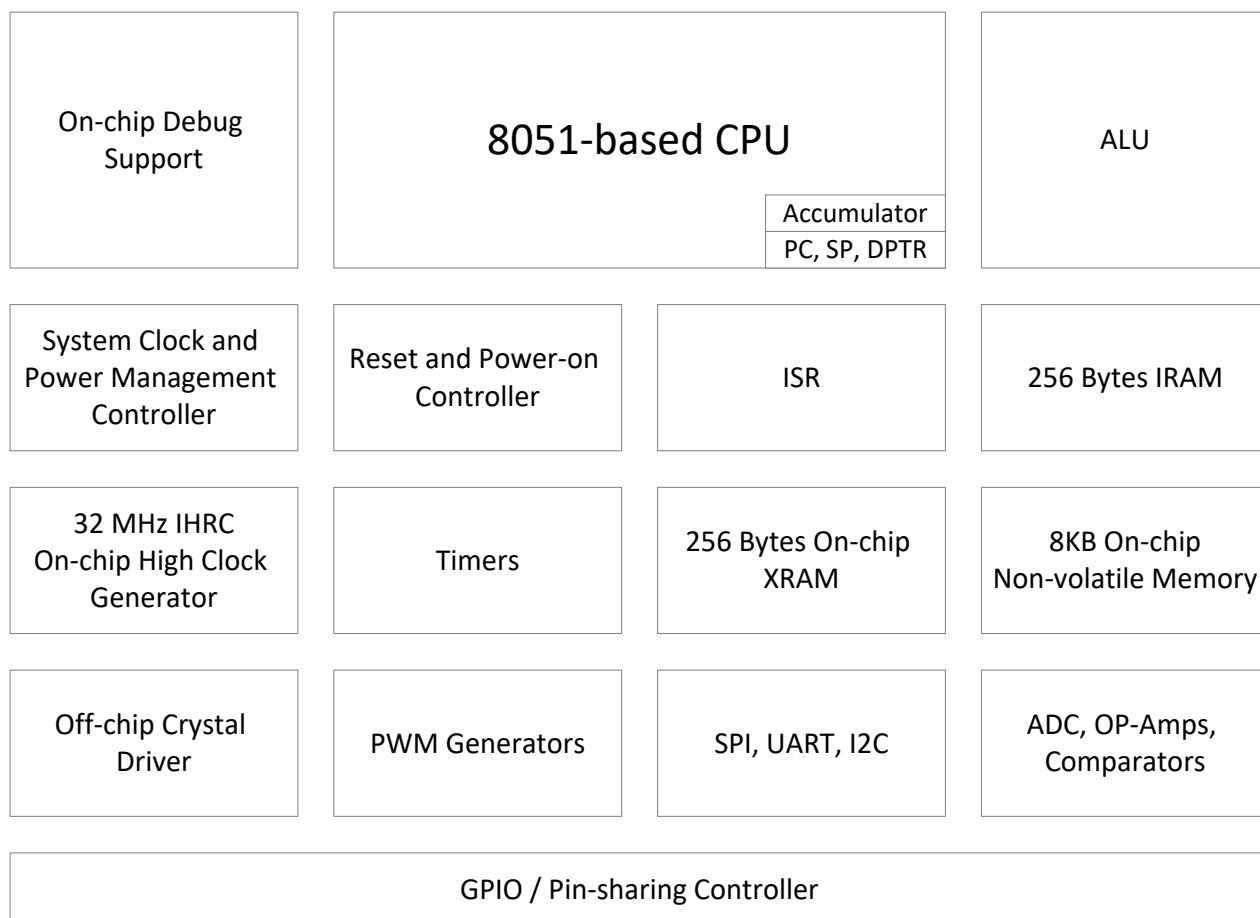 On-chip Debug
Support
8051-based CPU
Accumulator
PC, SP, DPTR
ALU
System Clock and
Power Management
Controller
Reset and Power-on
Controller
ISR
256 Bytes IRAM
32 MHz IHRC
On-chip High Clock
Generator
Timers
256 Bytes On-chip
XRAM
8KB On-chip
Non-volatile Memory
Off-chip Crystal
Driver
PWM Generators
SPI, UART, I2C
ADC, OP-Amps,
Comparators
GPIO / Pin-sharing Controller